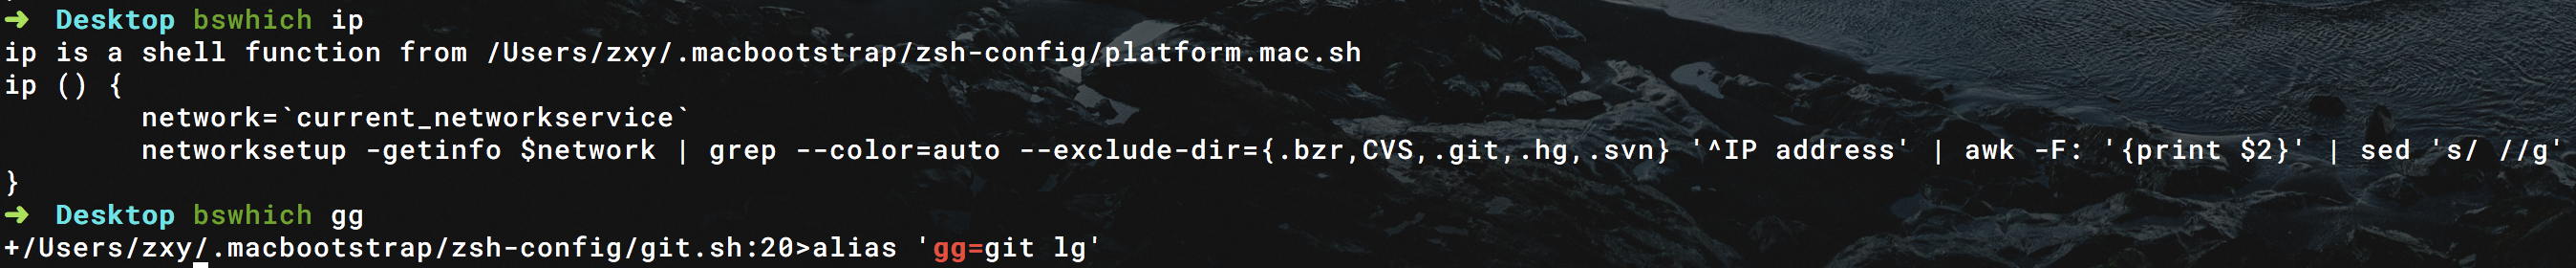 ➜ Desktop bswhich ip
ip is a shell function from /Users/zxy/.macbootstrap/zsh-config/platform.mac.sh
ip () {
        network=`current_networkservice`
        networksetup -getinfo $network | grep --color=auto --exclude-dir={.bzr,CVS,.git,.hg,.svn} '^IP address' | awk -F: '{print $2}' | sed 's/ //g'
}
➜ Desktop bswhich gg
+/Users/zxy/.macbootstrap/zsh-config/git.sh:20>alias 'gg=git lg'